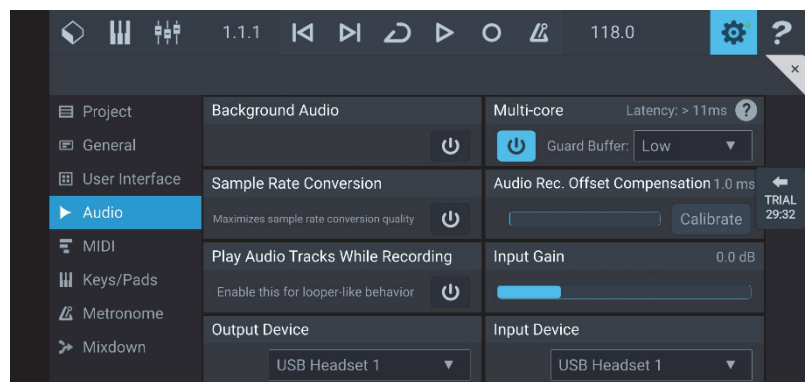 1.1.1
118.0
?
×
Project
General
User Interface
Audio
MIDI
Keys/Pads
Metronome
Mixdown
Background Audio
Multi-core Latency: > 11ms ?
Guard Buffer: Low
Sample Rate Conversion
Maximizes sample rate conversion quality
Audio Rec. Offset Compensation 1.0 ms
Calibrate
Play Audio Tracks While Recording
Enable this for looper-like behavior
Input Gain 0.0 dB
Output Device
USB Headset 1
Input Device
USB Headset 1
TRIAL
29:32